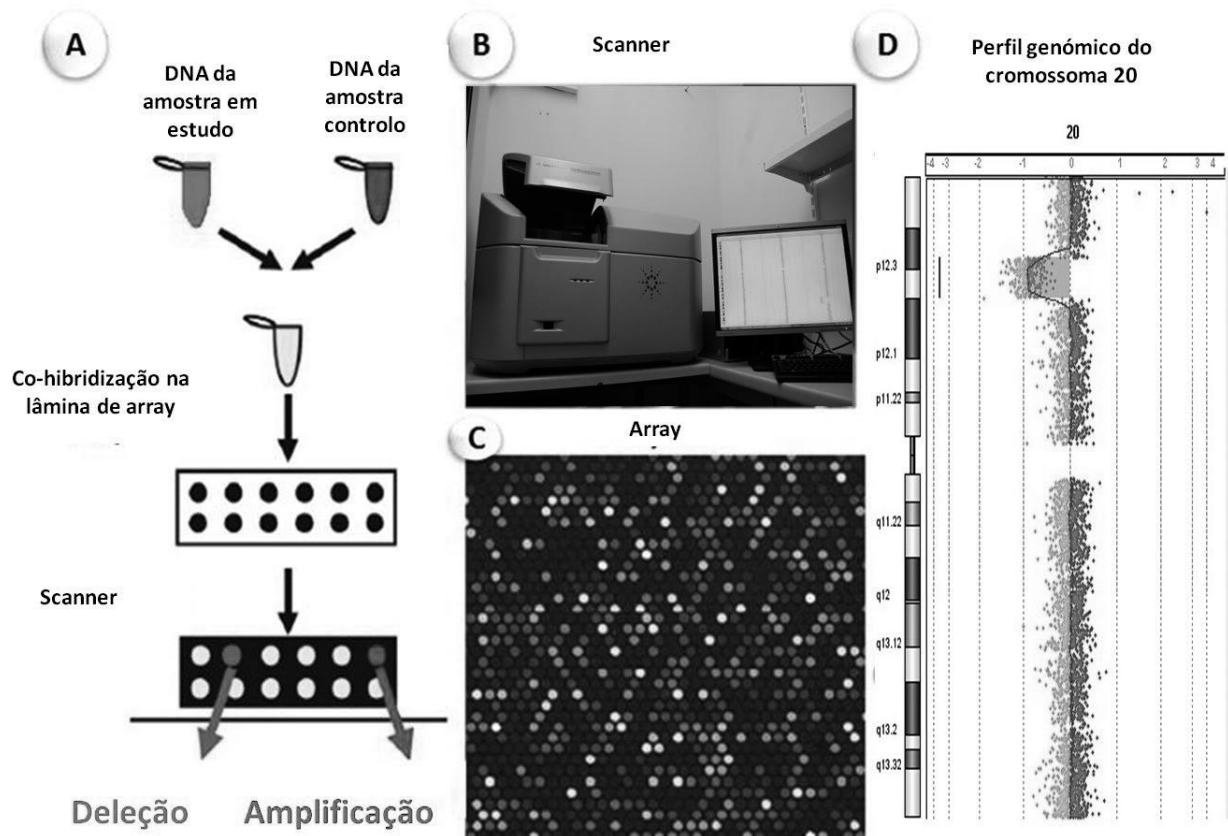 A
DNA da
amostra em
estudo
DNA da
amostra
controlo
Co-hibridização na
lâmina de array
Scanner
Deleção
Amplificação
B
Scanner
C
Array
D
Perfil genómico do
cromossoma 20
20
-4 -3 -2 -1 0 1 2 3 4
p12.3
p12.1
p11.22
q11.22
q12
q13.12
q13.2
q13.32